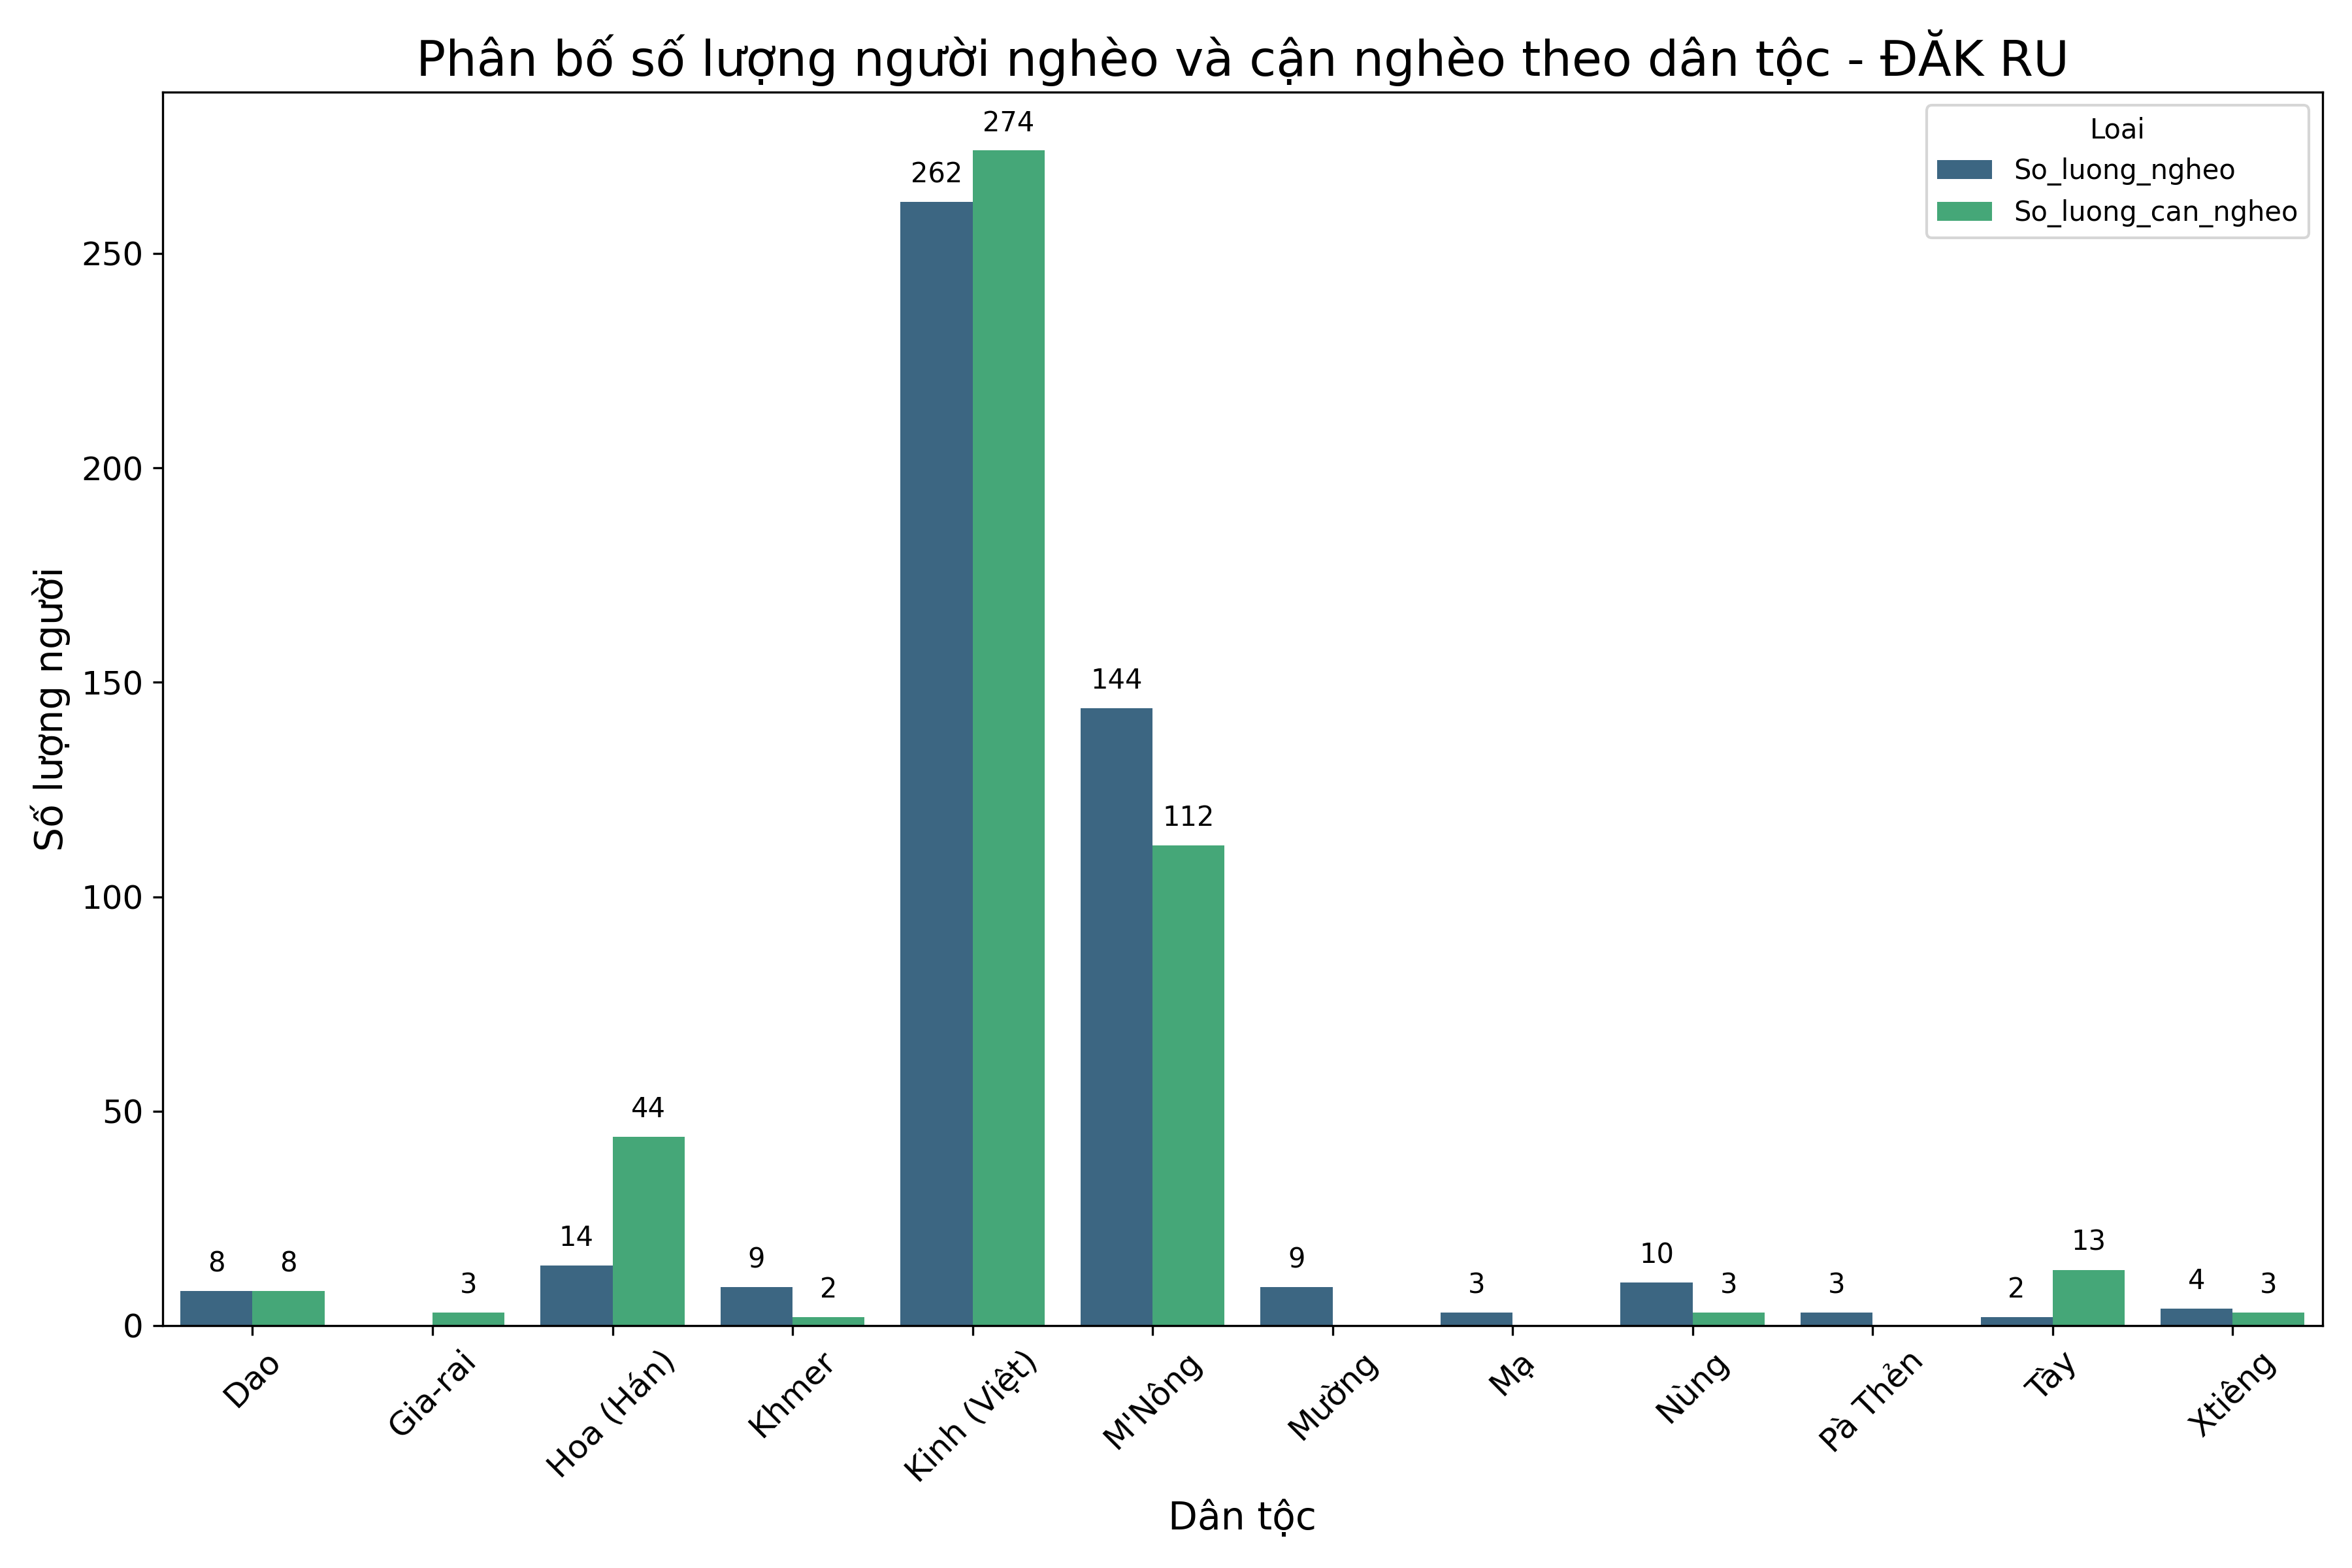 Phân bố số lượng người nghèo và cận nghèo theo dân tộc - ĐĂK RU
Loai
So_luong_ngheo
So_luong_can_ngheo
Số lượng người
250
200
150
100
50
0
8
8
3
14
44
9
2
262
274
144
112
9
3
10
3
3
2
13
4
3
Dao
Gia-rai
Hoa (Hán)
Khmer
Kinh (Việt)
M'Nông
Mường
Mạ
Nùng
Pà Thẻn
Tày
Xtiêng
Dân tộc